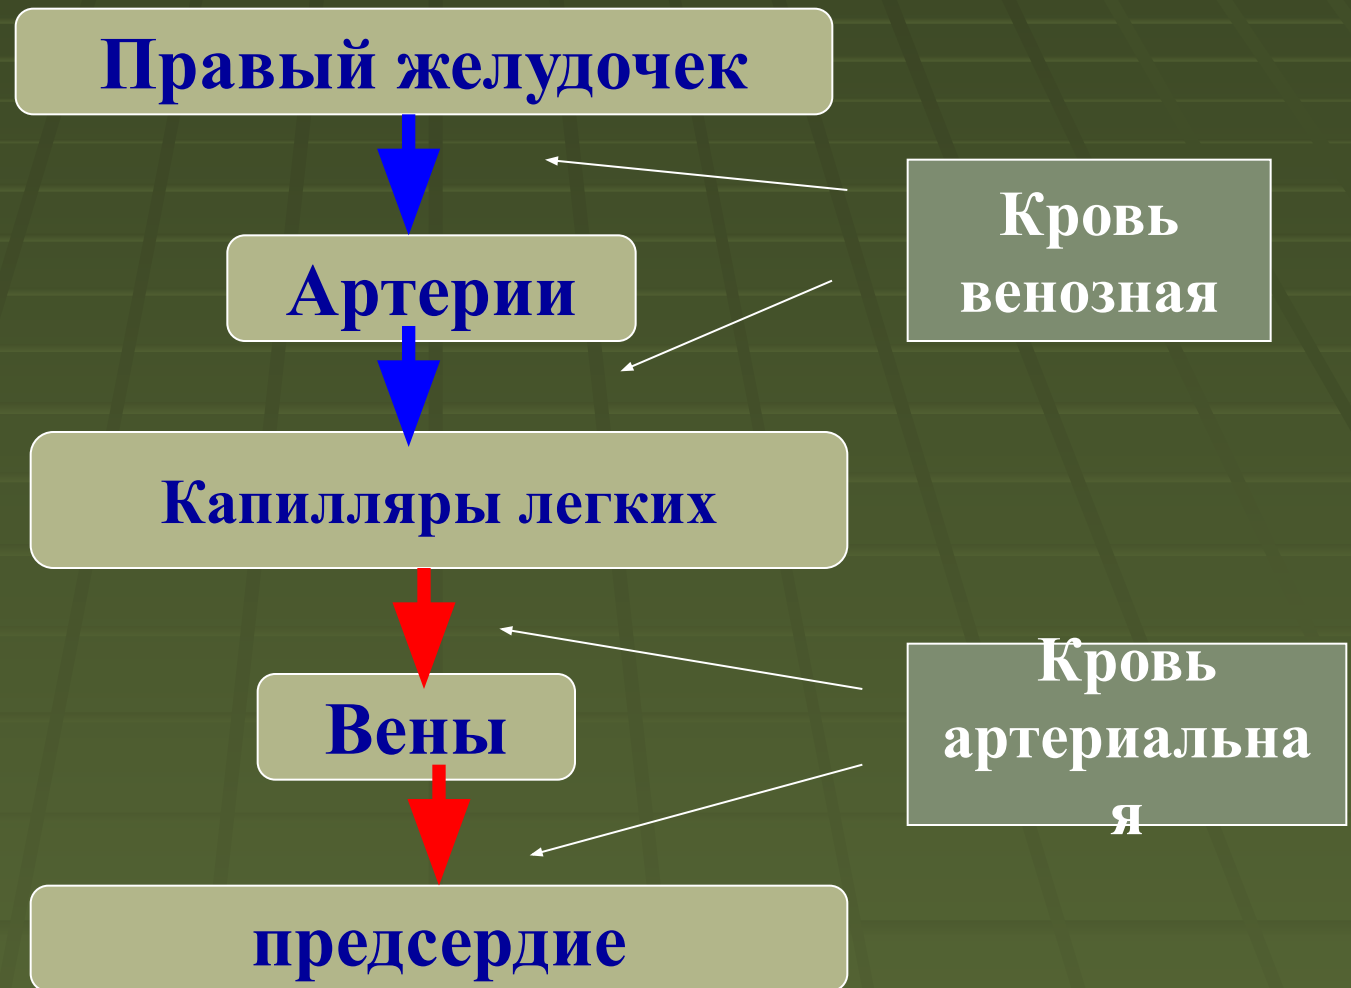 Правый желудочек
Кровь
венозная
Артерии
Капилляры легких
Кровь
артериальна
я
Вены
предсердие